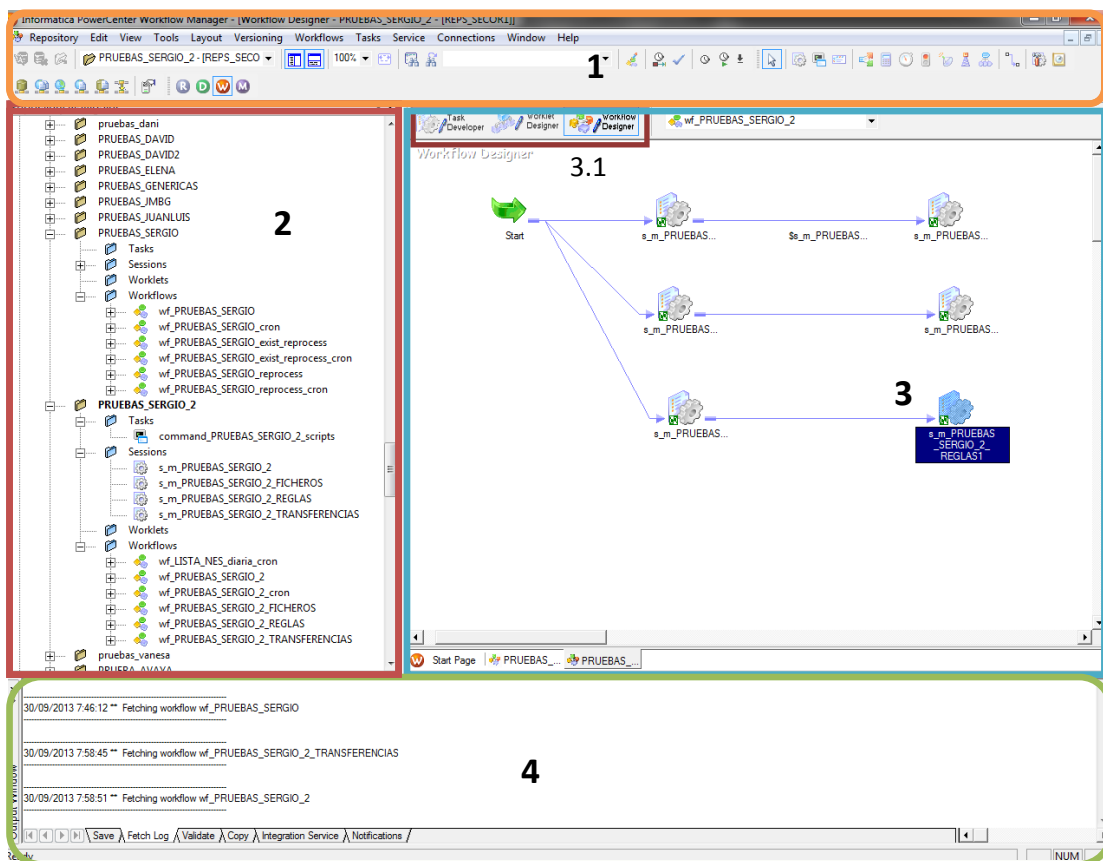 Informatica PowerCenter Workflow Manager - [Workflow Designer - PRUEBAS_SERGIO_2 - [REPS_SECOR1]]
Repository Edit View Tools Layout Versioning Workflows Tasks Service Connections Window Help
PRUEBAS_SERGIO_2 - [REPS_SECO 100%
1
R D W M
pruebas_dani
PRUEBAS_DAVID
PRUEBAS_DAVID2
PRUEBAS_ELENA
PRUEBAS_GENERICAS
PRUEBAS_JMBG
PRUEBAS_JUANLUIS
PRUEBAS_SERGIO
Tasks
Sessions
Worklets
Workflows
wf_PRUEBAS_SERGIO
wf_PRUEBAS_SERGIO_cron
wf_PRUEBAS_SERGIO_exist_reprocess
wf_PRUEBAS_SERGIO_exist_reprocess_cron
wf_PRUEBAS_SERGIO_reprocess
wf_PRUEBAS_SERGIO_reprocess_cron
PRUEBAS_SERGIO_2
Tasks
command_PRUEBAS_SERGIO_2_scripts
Sessions
s_m_PRUEBAS_SERGIO_2
s_m_PRUEBAS_SERGIO_2_FICHEROS
s_m_PRUEBAS_SERGIO_2_REGLAS
s_m_PRUEBAS_SERGIO_2_TRANSFERENCIAS
Worklets
Workflows
wf_LISTA_NES_diaria_cron
wf_PRUEBAS_SERGIO_2
wf_PRUEBAS_SERGIO_2_cron
wf_PRUEBAS_SERGIO_2_FICHEROS
wf_PRUEBAS_SERGIO_2_REGLAS
wf_PRUEBAS_SERGIO_2_TRANSFERENCIAS
pruebas_vanesa
PRUEBA_AVAYA
2
Task
Developer
Worklet
Designer
Workflow
Designer
wf_PRUEBAS_SERGIO_2
Workflow Designer
3.1
Start
s_m_PRUEBAS...
$s_m_PRUEBAS...
s_m_PRUEBAS...
s_m_PRUEBAS...
s_m_PRUEBAS...
3
s_m_PRUEBAS...
s_m_PRUEBAS
_SERGIO_2_
REGLAS1
W Start Page PRUEBAS_... PRUEBAS_...
30/09/2013 7:46:12 ** Fetching workflow wf_PRUEBAS_SERGIO
30/09/2013 7:58:45 ** Fetching workflow wf_PRUEBAS_SERGIO_2_TRANSFERENCIAS
30/09/2013 7:58:51 ** Fetching workflow wf_PRUEBAS_SERGIO_2
4
Output Window
Save Fetch Log Validate Copy Integration Service Notifications
Ready
NUM